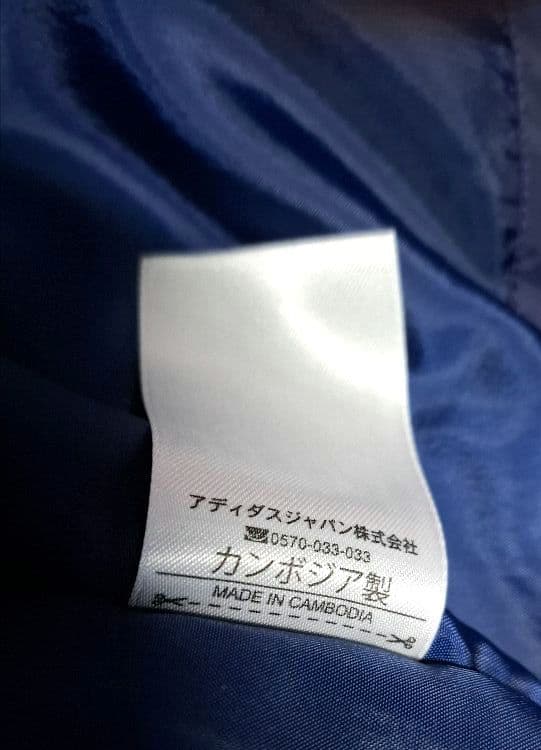 アディダスジャパン株式会社
☎0570-033-033
カンボジア製
MADE IN CAMBODIA